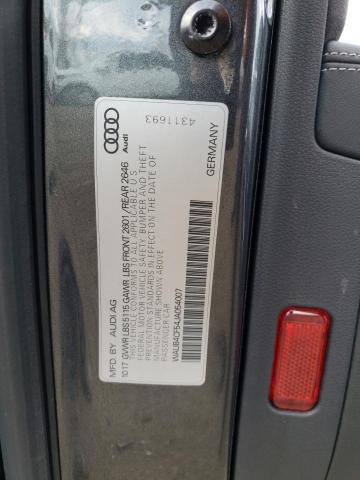 4311693
Audi
GERMANY
MFD BY AUDI AG
10 17 GVWR LBS 5115 GAWR LBS FRONT 2601 /REAR 2646
THIS VEHICLE CONFORMS TO ALL APPLICABLE U.S.
FEDERAL MOTOR VEHICLE SAFETY, BUMPER AND THEFT
PREVENTION STANDARDS IN EFFECT ON THE DATE OF
MANUFACTURE SHOWN ABOVE.
PASSENGER CAR
WAUB4CF54JA054007